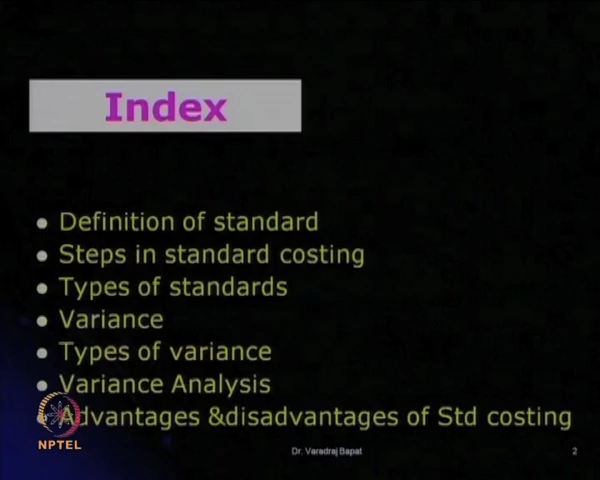 Index
● Definition of standard
● Steps in standard costing
● Types of standards
● Variance
● Types of variance
● Variance Analysis
● Advantages &disadvantages of Std costing
NPTEL
Dr. Varadraj Bapat
2